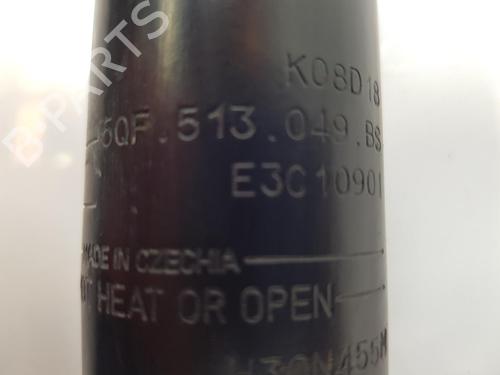 K08D18
5QF.513.049.BS
E3C10901
MADE IN CZECHIA
HEAT OR OPEN
B-PARTS